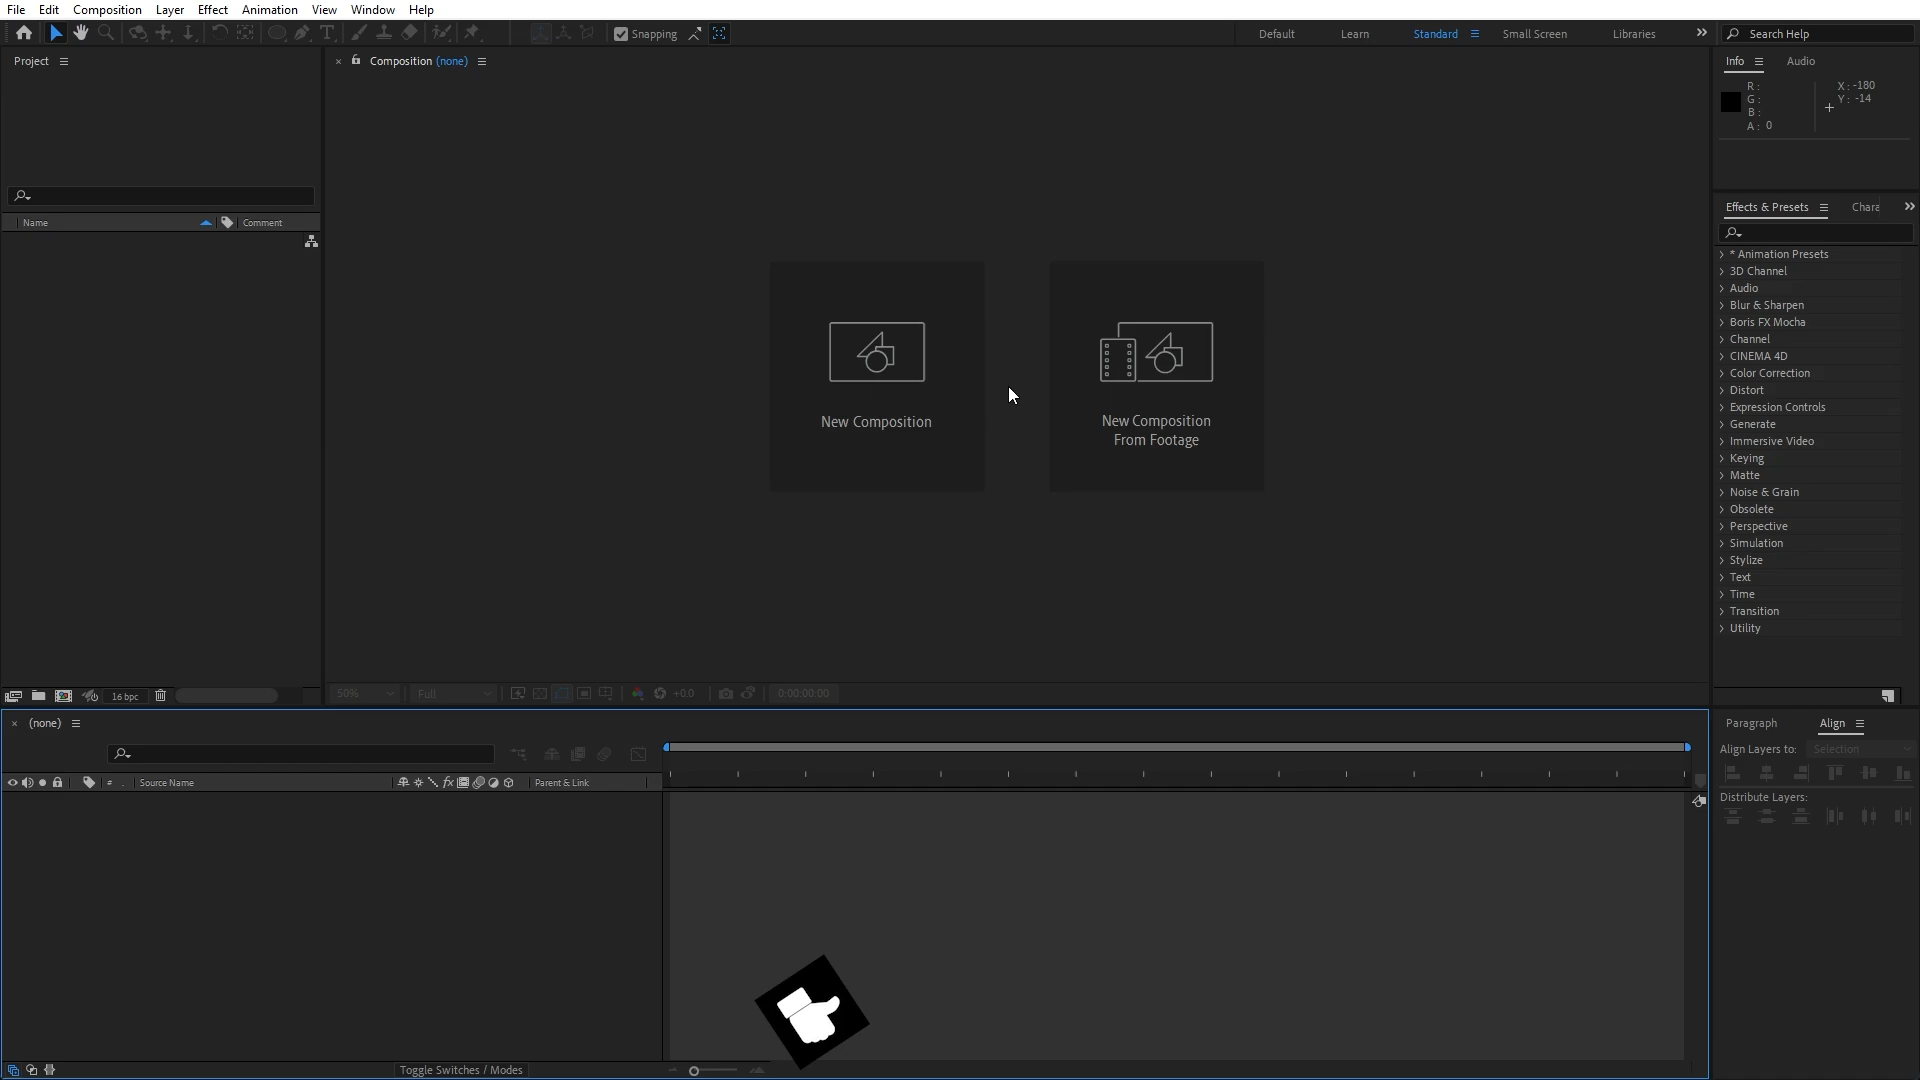 File Edit Composition Layer Effect Animation View Window Help
Snapping
Default Learn Standard Small Screen Libraries
Search Help
Project
Composition (none)
Info Audio
R :
G :
B :
A : 0
X : -180
Y : -14
Name Comment
Effects & Presets Chara
* Animation Presets
3D Channel
Audio
Blur & Sharpen
Boris FX Mocha
Channel
CINEMA 4D
Color Correction
Distort
Expression Controls
Generate
Immersive Video
Keying
Matte
Noise & Grain
Obsolete
Perspective
Simulation
Stylize
Text
Time
Transition
Utility
New Composition
New Composition
From Footage
16 bpc
50% Full +0.0 0:00:00:00
(none)
# . Source Name fx Parent & Link
Toggle Switches / Modes
Paragraph Align
Align Layers to: Selection
Distribute Layers: